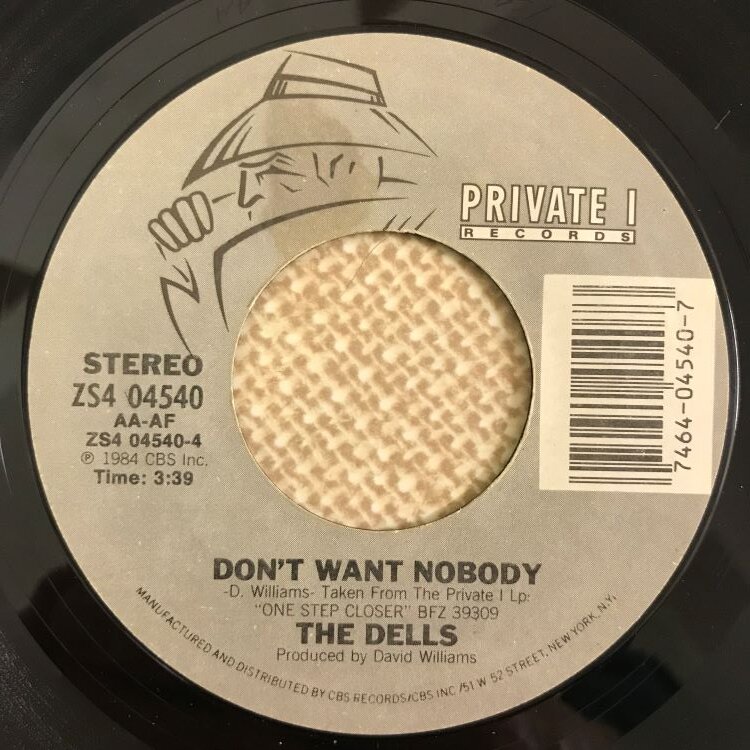 PRIVATE I
RECORDS
7464-04540-7
STEREO
ZS4 04540
AA-AF
ZS4 04540-4
℗ 1984 CBS Inc.
Time: 3:39
DON'T WANT NOBODY
-D. Williams- Taken From The Private I Lp:
"ONE STEP CLOSER" BFZ 39309
THE DELLS
Produced by David Williams
MANUFACTURED AND DISTRIBUTED BY CBS RECORDS/CBS INC./51 W 52 STREET, NEW YORK, N.Y.